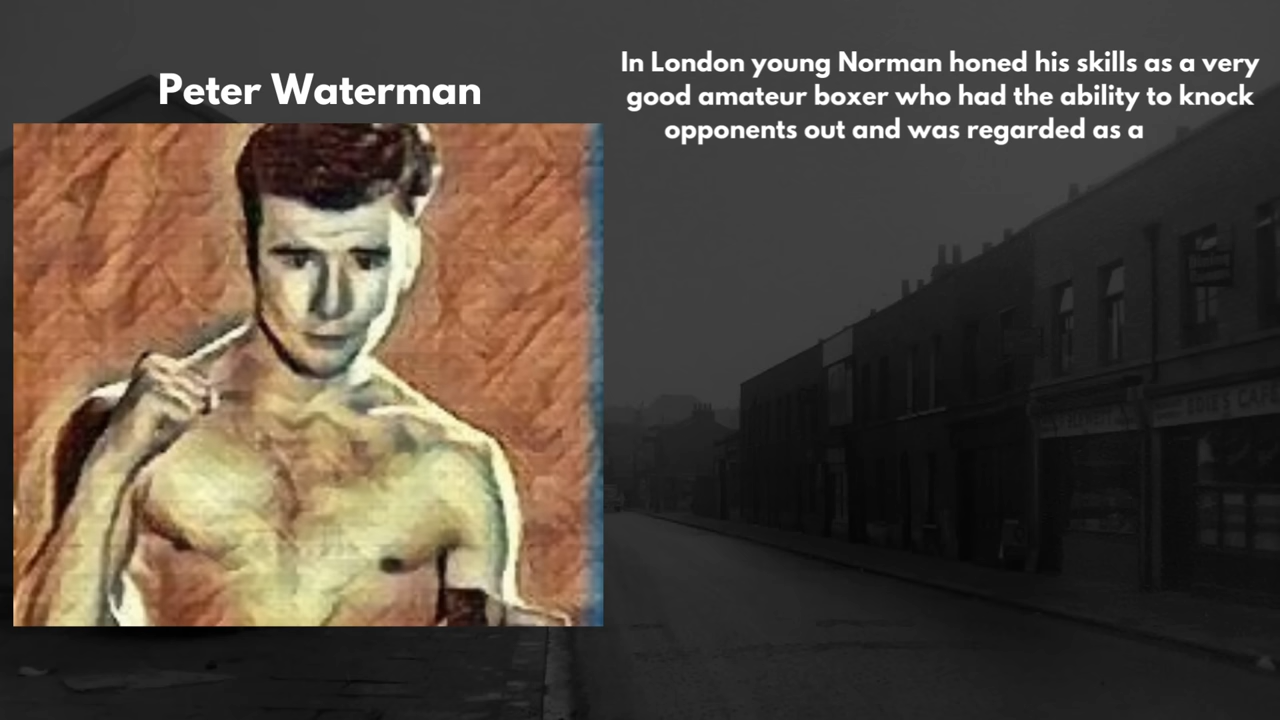 Peter Waterman
In London young Norman honed his skills as a very
good amateur boxer who had the ability to knock
opponents out and was regarded as a